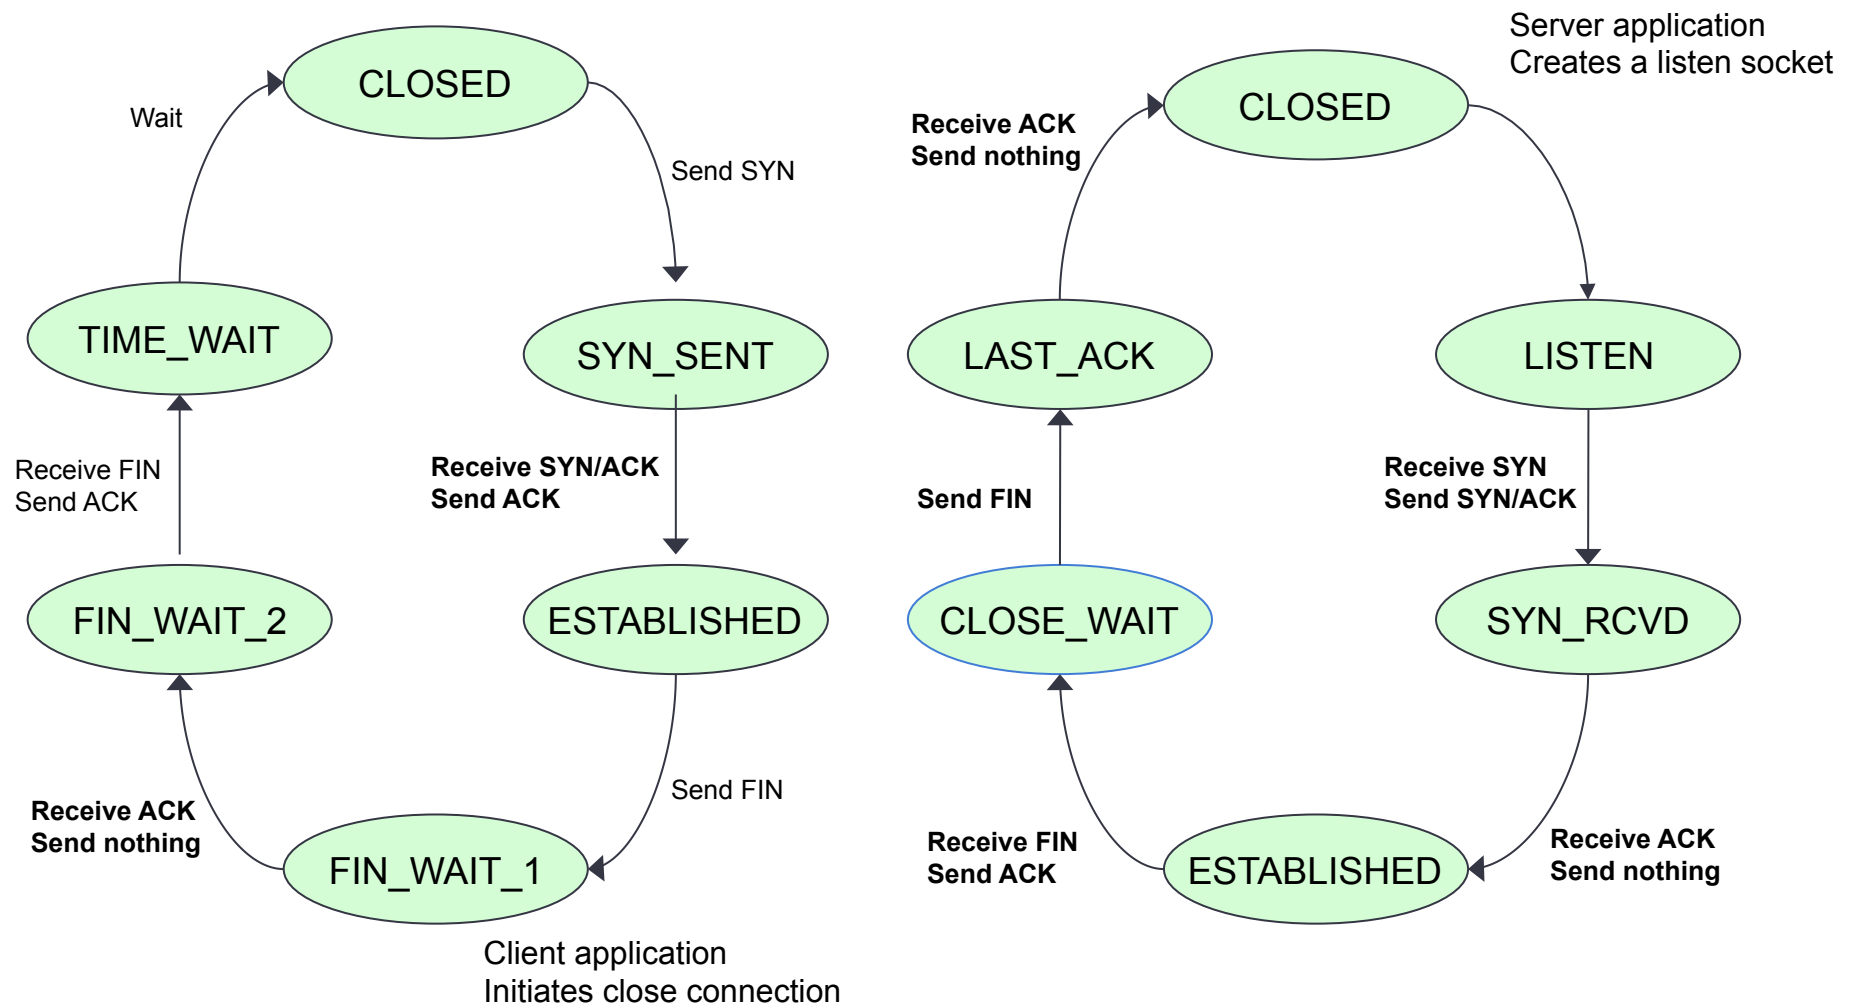 CLOSED
Wait
Send SYN
TIME_WAIT
SYN_SENT
Receive FIN
Send ACK
Receive SYN/ACK
Send ACK
FIN_WAIT_2
ESTABLISHED
Send FIN
Receive ACK
Send nothing
FIN_WAIT_1
Client application
Initiates close connection
Server application
Creates a listen socket
CLOSED
Receive ACK
Send nothing
LAST_ACK
LISTEN
Send FIN
Receive SYN
Send SYN/ACK
CLOSE_WAIT
SYN_RCVD
Receive FIN
Send ACK
ESTABLISHED
Receive ACK
Send nothing